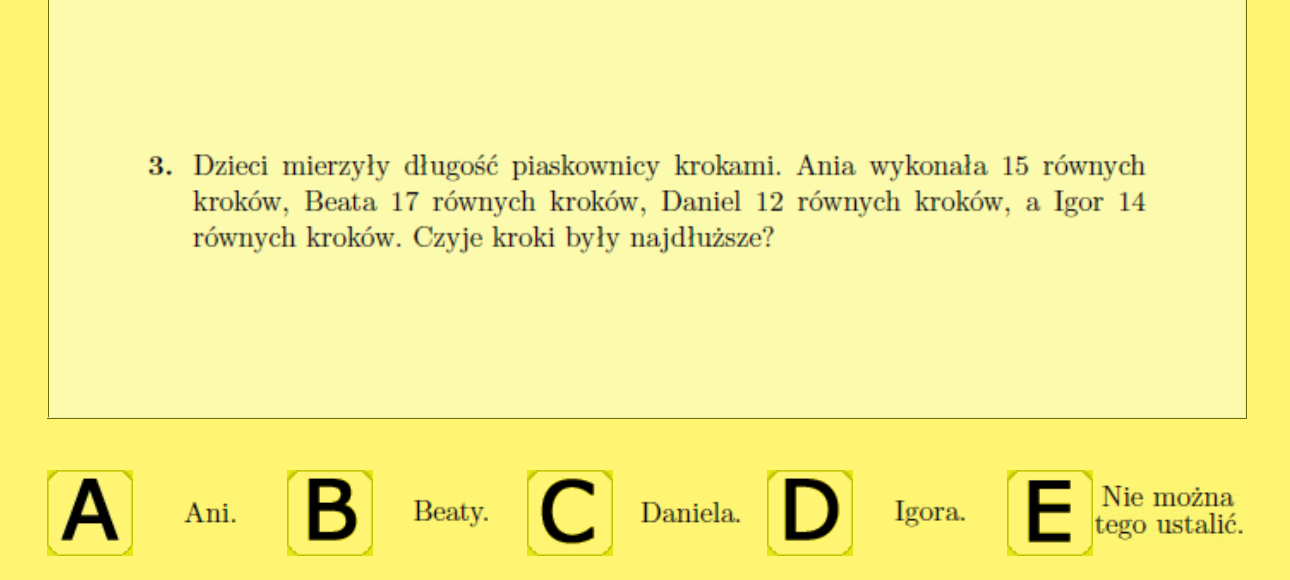 3. Dzieci mierzyły długość piaskownicy krokami. Ania wykonała 15 równych
kroków, Beata 17 równych kroków, Daniel 12 równych kroków, a Igor 14
równych kroków. Czyje kroki były najdłuższe?
A Ani. B Beaty. C Daniela. D Igora. E Nie można
tego ustalić.